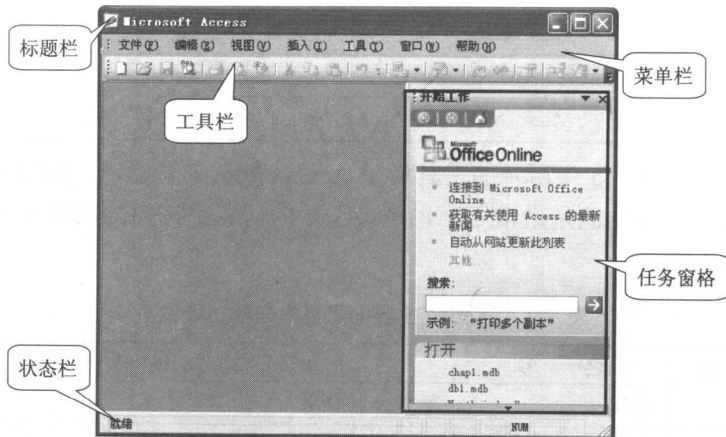 Microsoft Access
标题栏
文件(F) 编辑(E) 视图(V) 插入(I) 工具(T) 窗口(W) 帮助(H)
菜单栏
工具栏
开始工作
Microsoft
Office Online
连接到 Microsoft Office
Online
获取有关使用 Access 的最新
新闻
自动从网站更新此列表
其他
任务窗格
搜索：
示例： “打印多个副本”
打开
chap1.mdb
db1.mdb
状态栏
就绪
NUM